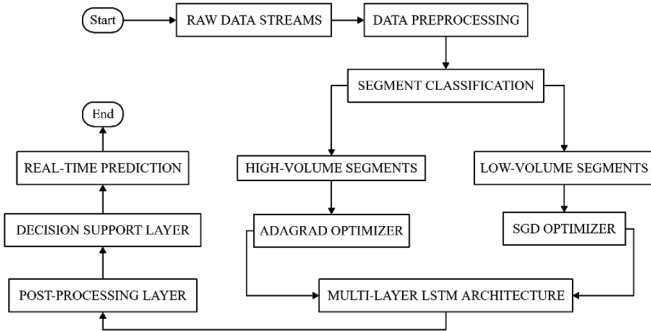 Start
RAW DATA STREAMS
DATA PREPROCESSING
SEGMENT CLASSIFICATION
End
REAL-TIME PREDICTION
HIGH-VOLUME SEGMENTS
LOW-VOLUME SEGMENTS
DECISION SUPPORT LAYER
ADAGRAD OPTIMIZER
SGD OPTIMIZER
POST-PROCESSING LAYER
MULTI-LAYER LSTM ARCHITECTURE